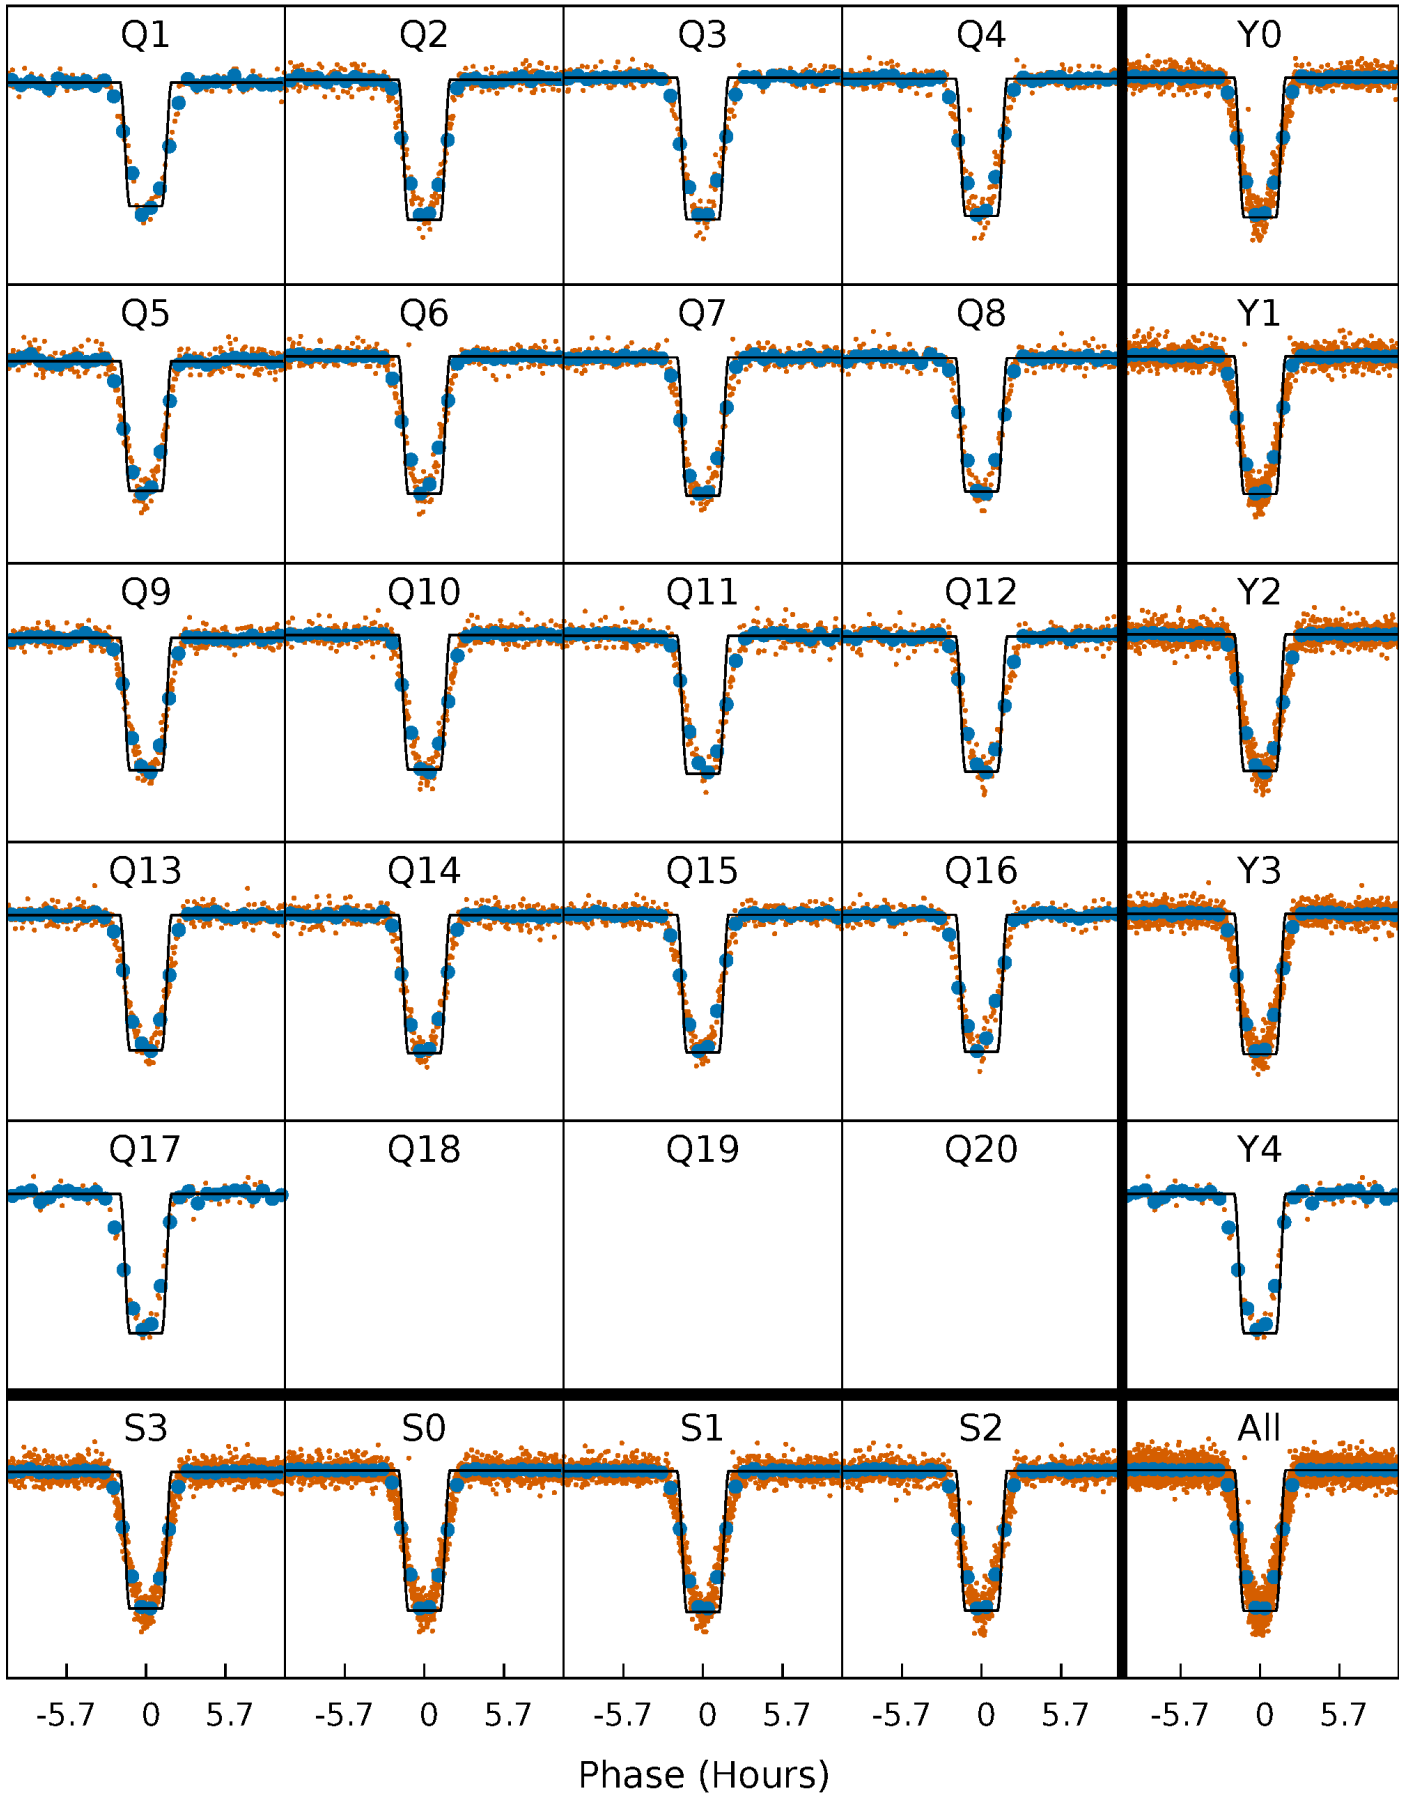 Q1 Q2 Q3 Q4 Y0
Q5 Q6 Q7 Q8 Y1
Q9 Q10 Q11 Q12 Y2
Q13 Q14 Q15 Q16 Y3
Q17 Q18 Q19 Q20 Y4
S3 S0 S1 S2 All
-5.7 0 5.7 -5.7 0 5.7 -5.7 0 5.7 -5.7 0 5.7 -5.7 0 5.7
Phase (Hours)